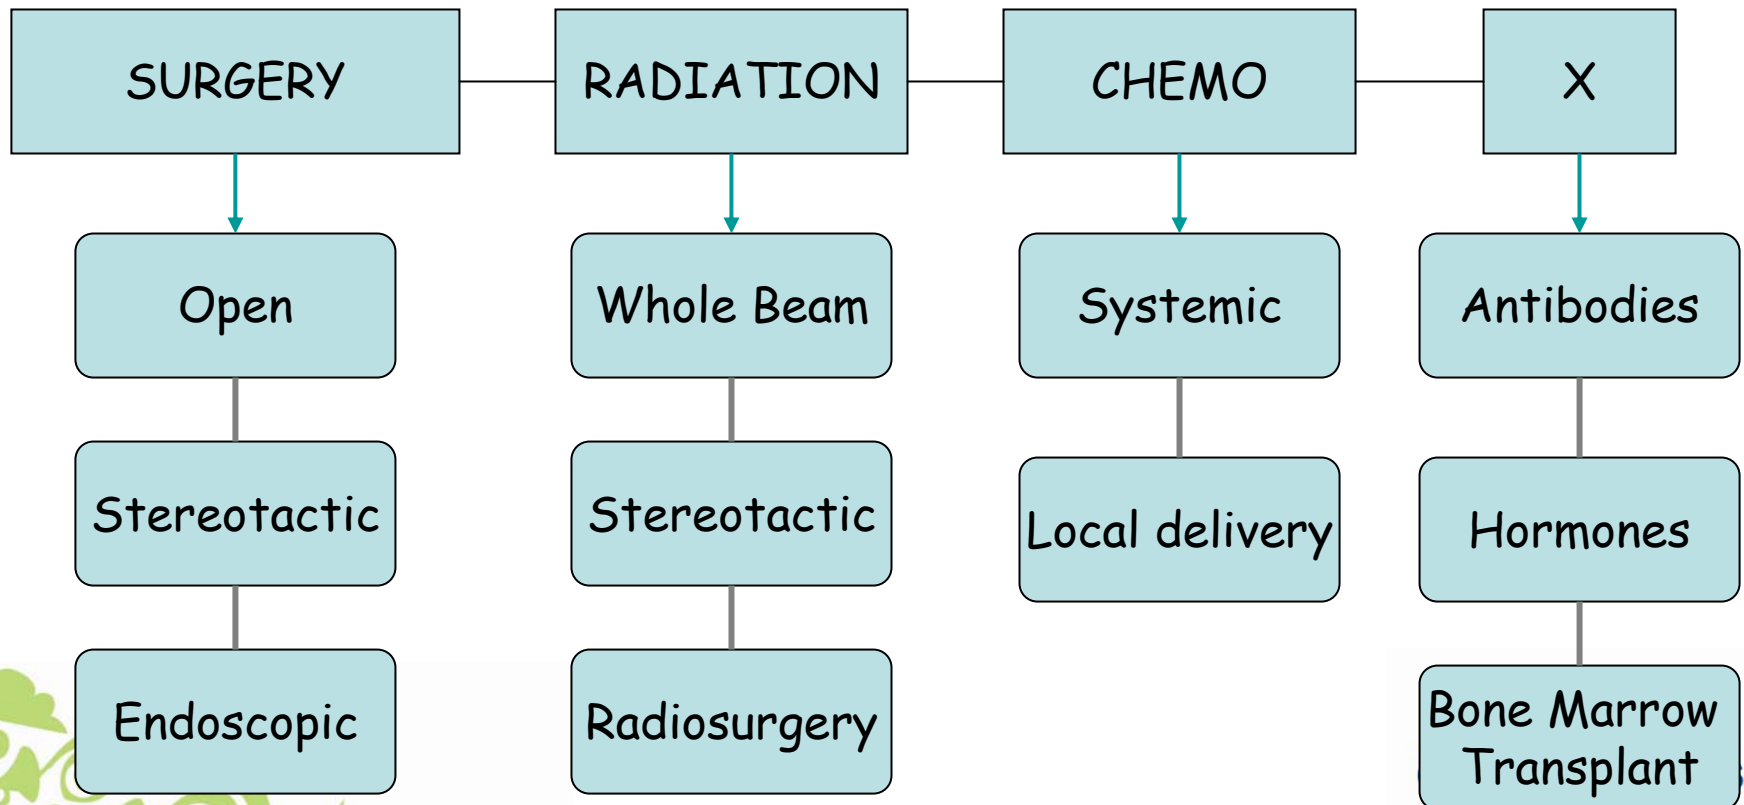 SURGERY
RADIATION
CHEMO
X
Open
Whole Beam
Systemic
Antibodies
Stereotactic
Stereotactic
Local delivery
Hormones
Endoscopic
Radiosurgery
Bone Marrow
Transplant